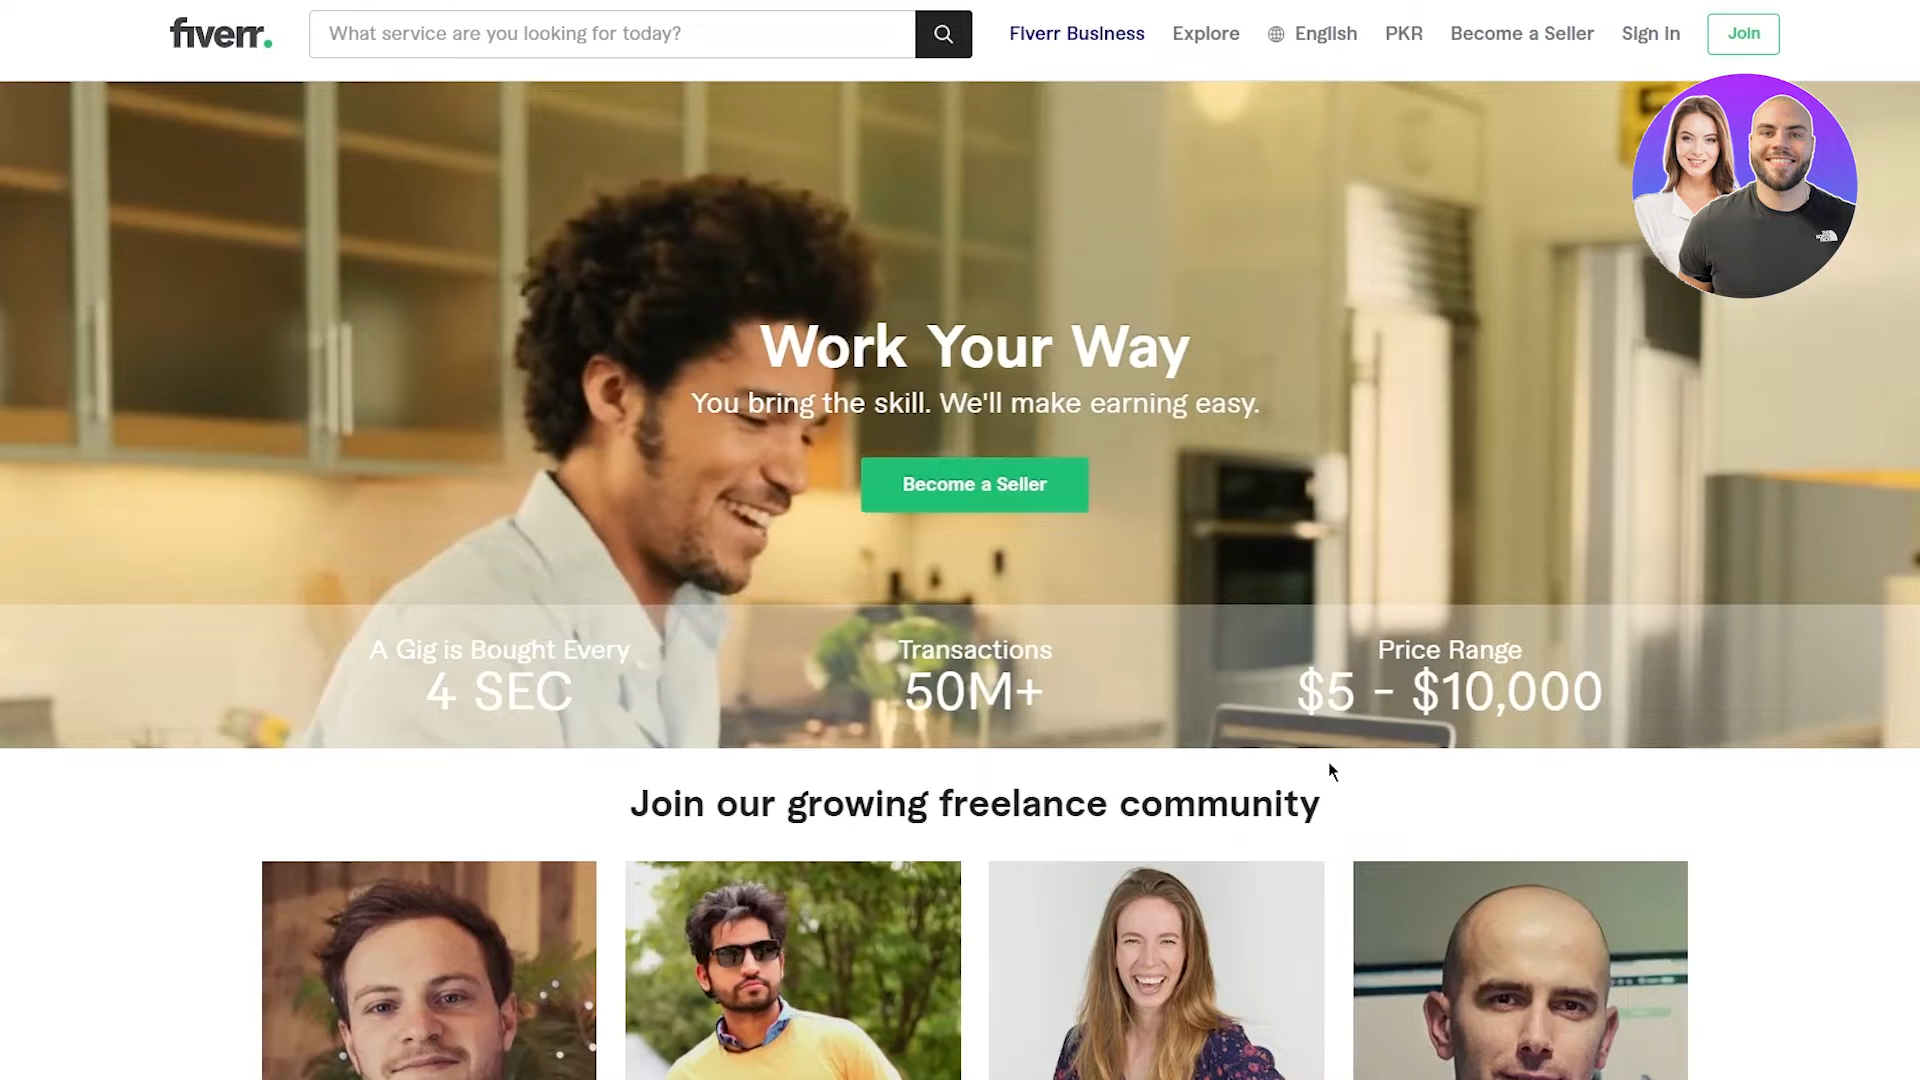 fiverr.
What service are you looking for today?
Fiverr Business
Explore
English
PKR
Become a Seller
Sign In
Join
Work Your Way
You bring the skill. We'll make earning easy.
Become a Seller
A Gig is Bought Every
4 SEC
Transactions
50M+
Price Range
$5 - $10,000
Join our growing freelance community